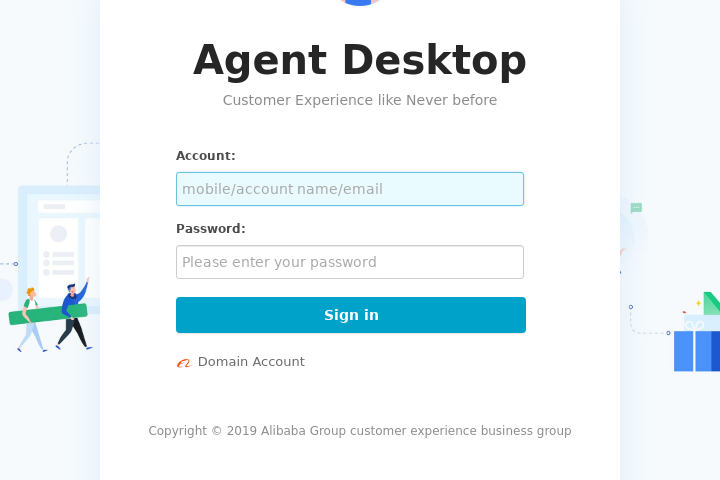 Agent Desktop
Customer Experience like Never before
Account:
mobile/account name/email
Password:
Please enter your password
Sign in
Domain Account
Copyright © 2019 Alibaba Group customer experience business group